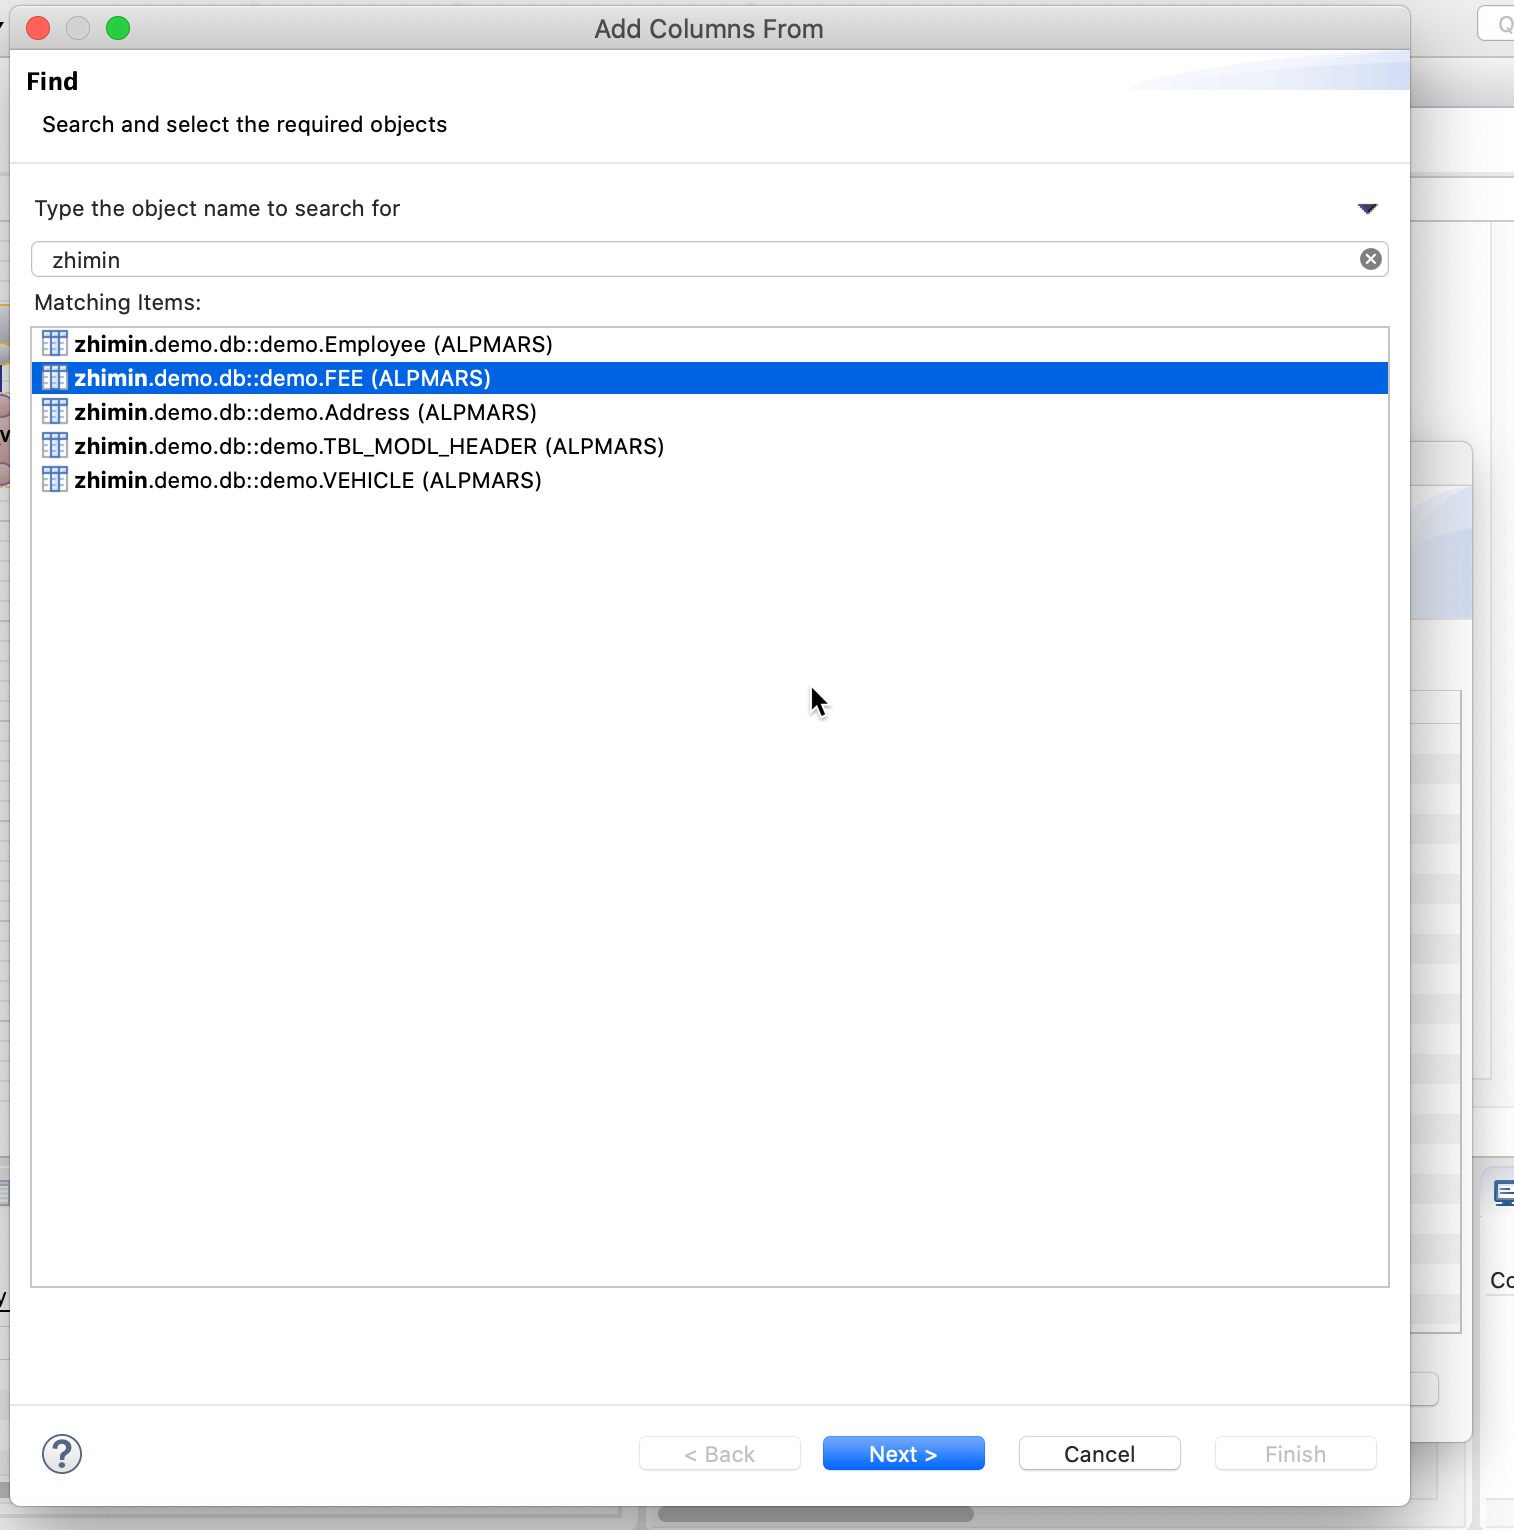 Add Columns From
Find
Search and select the required objects
Type the object name to search for
zhimin
Matching Items:
zhimin.demo.db::demo.Employee (ALPMARS)
zhimin.demo.db::demo.FEE (ALPMARS)
zhimin.demo.db::demo.Address (ALPMARS)
zhimin.demo.db::demo.TBL_MODL_HEADER (ALPMARS)
zhimin.demo.db::demo.VEHICLE (ALPMARS)
Co
?
< Back
Next >
Cancel
Finish